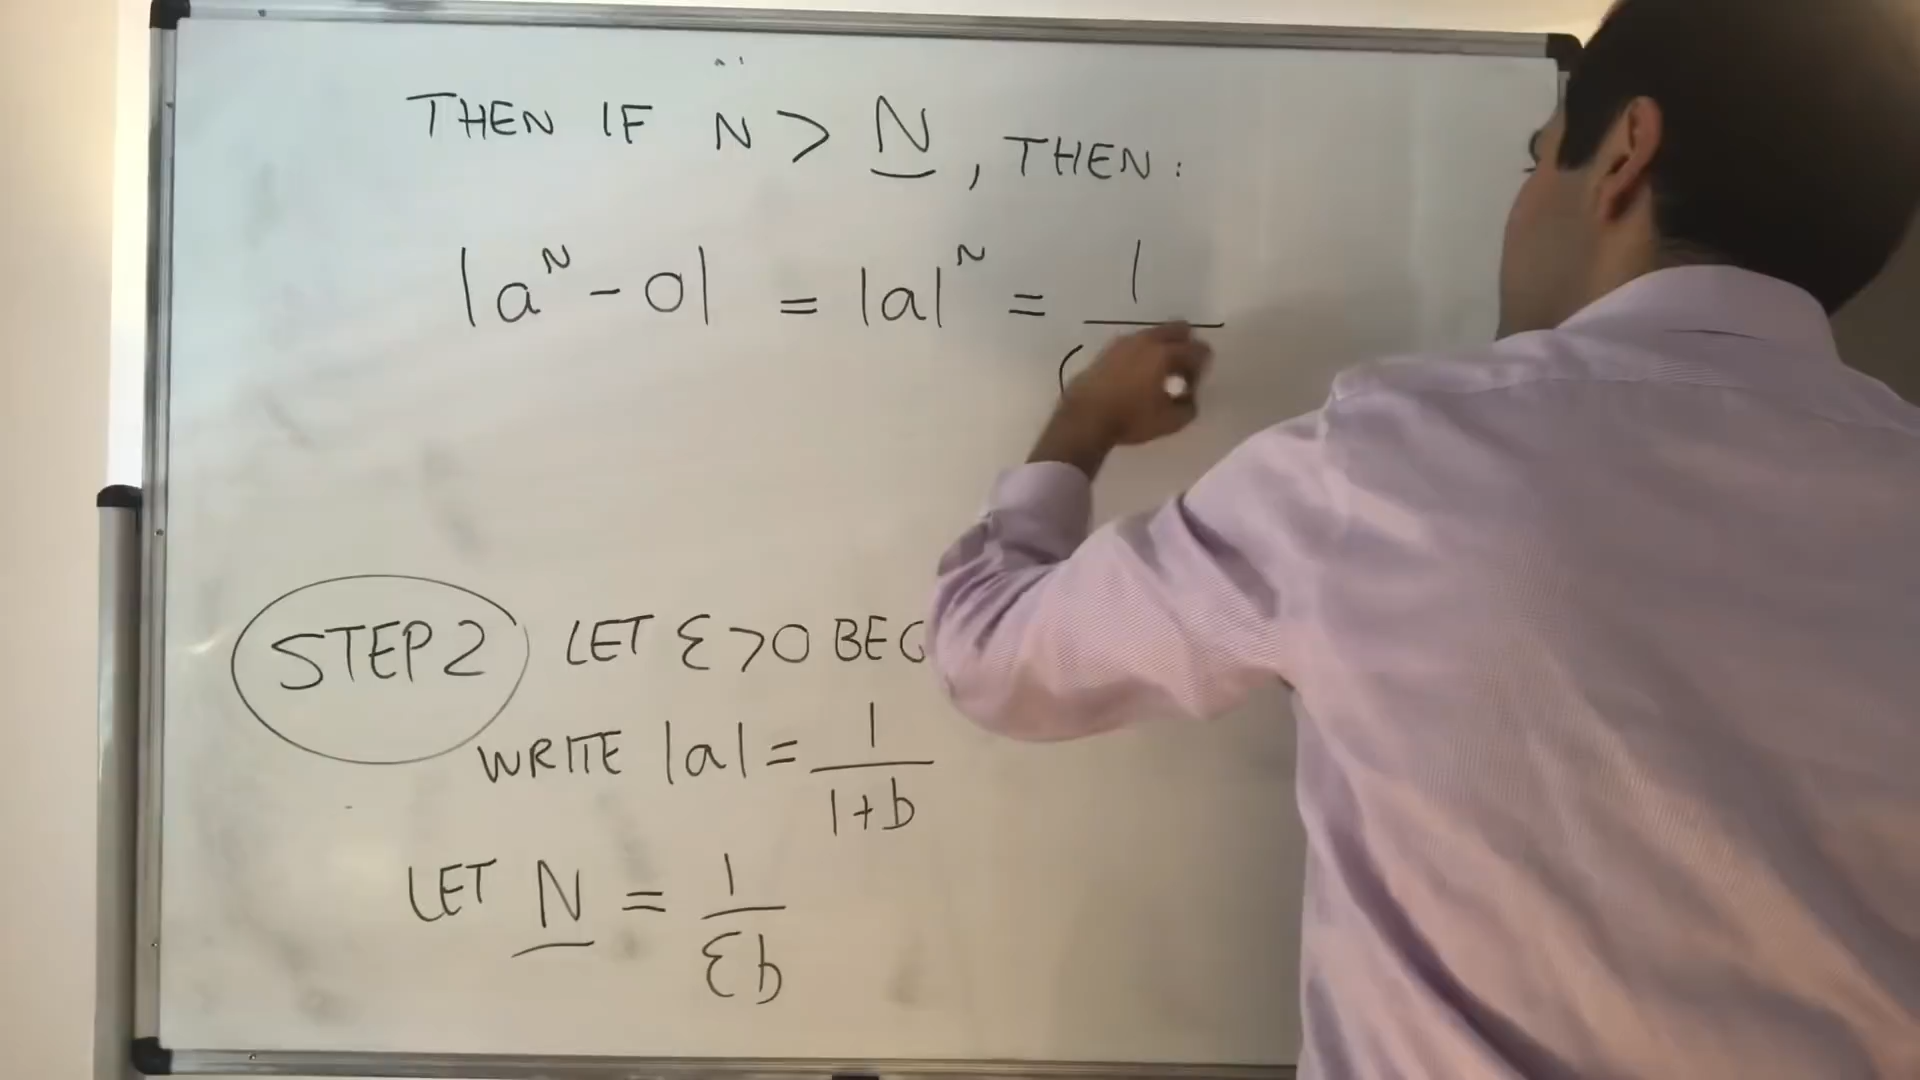 THEN IF N > N, THEN:
|a^N - 0| = |a|^N = 1/(
STEP 2 LET ε > 0 BE G
WRITE |a| = 1/(1+b)
LET N = 1/(εb)